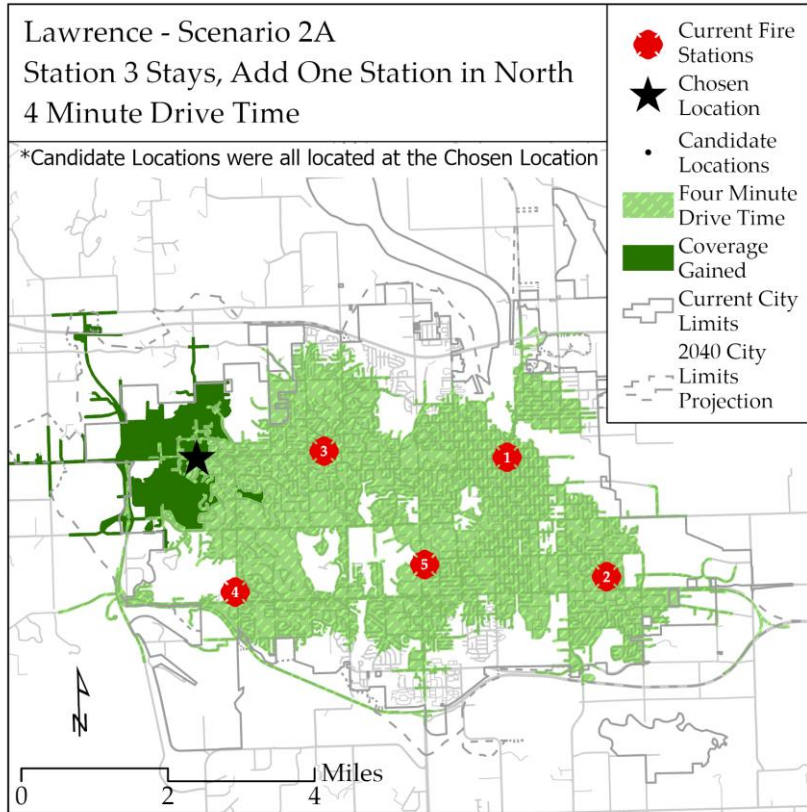 Lawrence - Scenario 2A
Station 3 Stays, Add One Station in North
4 Minute Drive Time
*Candidate Locations were all located at the Chosen Location
Current Fire
Stations
Chosen
Location
Candidate
Locations
Four Minute
Drive Time
Coverage
Gained
Current City
Limits
2040 City
Limits
Projection
3
1
5
2
4
N
Miles
0 2 4